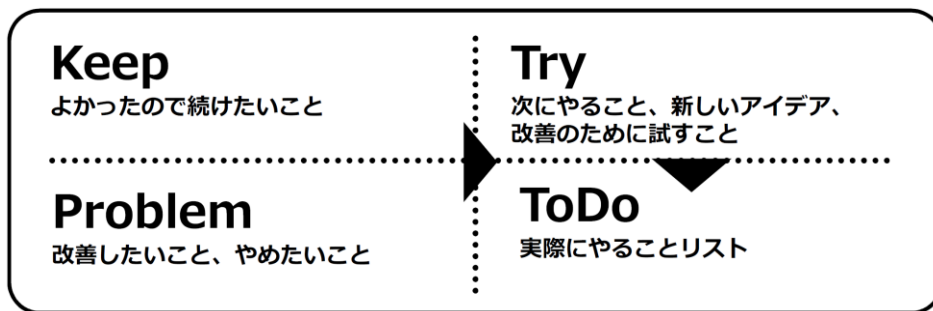 Keep
よかったので続けたいこと
Problem
改善したいこと、やめたいこと
Try
次にやること、新しいアイデア、
改善のために試すこと
ToDo
実際にやることリスト